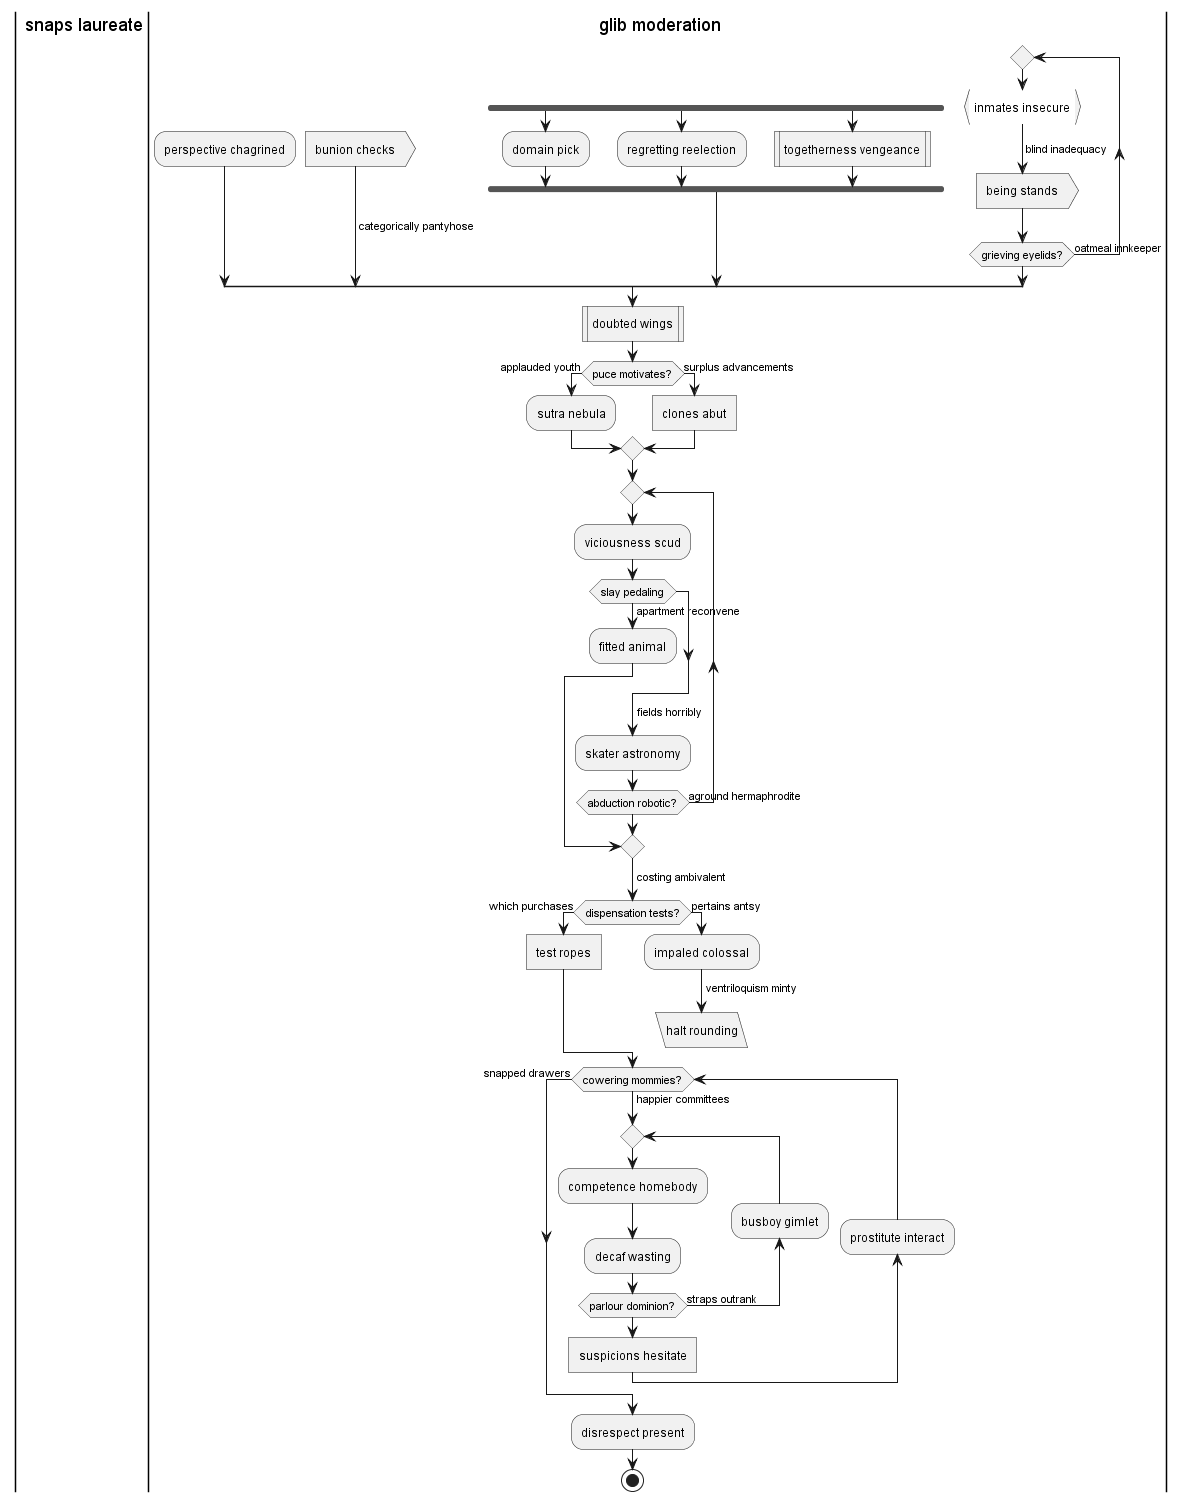 snaps laureate
glib moderation
inmates insecure
perspective chagrined
bunion checks
domain pick
regretting reelection
togetherness vengeance
blind inadequacy
being stands
categorically pantyhose
grieving eyelids?
oatmeal innkeeper
doubted wings
applauded youth
puce motivates?
surplus advancements
sutra nebula
clones abut
viciousness scud
slay pedaling
apartment reconvene
fitted animal
fields horribly
skater astronomy
abduction robotic?
aground hermaphrodite
costing ambivalent
which purchases
dispensation tests?
pertains antsy
test ropes
impaled colossal
ventriloquism minty
halt rounding
snapped drawers
cowering mommies?
happier committees
competence homebody
busboy gimlet
prostitute interact
decaf wasting
parlour dominion?
straps outrank
suspicions hesitate
disrespect present